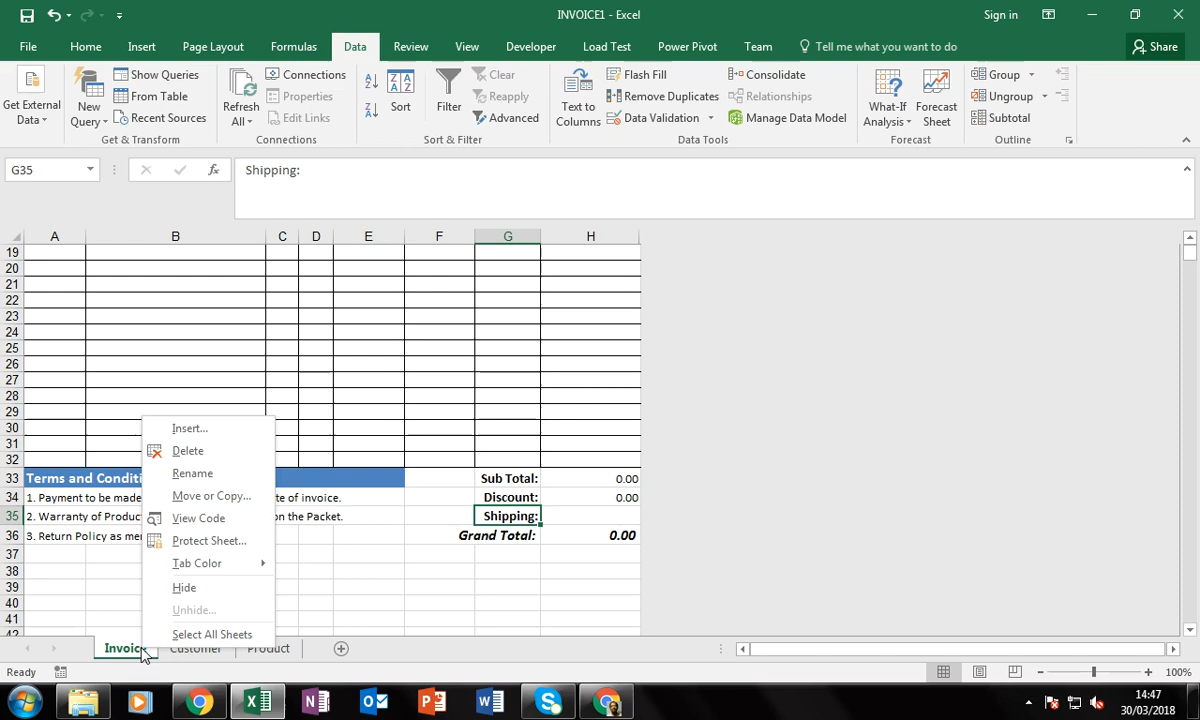 INVOICE1 - Excel
Sign in
File Home Insert Page Layout Formulas Data Review View Developer Load Test Power Pivot Team Tell me what you want to do Share
Get External Data
New Query
Show Queries
From Table
Recent Sources
Get & Transform
Refresh All
Connections
Properties
Edit Links
Connections
Sort
Filter
Clear
Reapply
Advanced
Sort & Filter
Text to Columns
Flash Fill
Remove Duplicates
Data Validation
Consolidate
Relationships
Manage Data Model
Data Tools
What-If Analysis
Forecast Sheet
Forecast
Group
Ungroup
Subtotal
Outline
G35
fx
Shipping:
A B C D E F G H
19
20
21
22
23
24
25
26
27
28
29
30
31
32
33 Terms and Conditi Sub Total: 0.00
34 1. Payment to be made te of invoice. Discount: 0.00
35 2. Warranty of Produc on the Packet. Shipping:
36 3. Return Policy as me Grand Total: 0.00
37
38
39
40
41
42
Insert...
Delete
Rename
Move or Copy...
View Code
Protect Sheet...
Tab Color
Hide
Unhide...
Select All Sheets
Invoice Customer Product
Ready
100%
14:47
30/03/2018